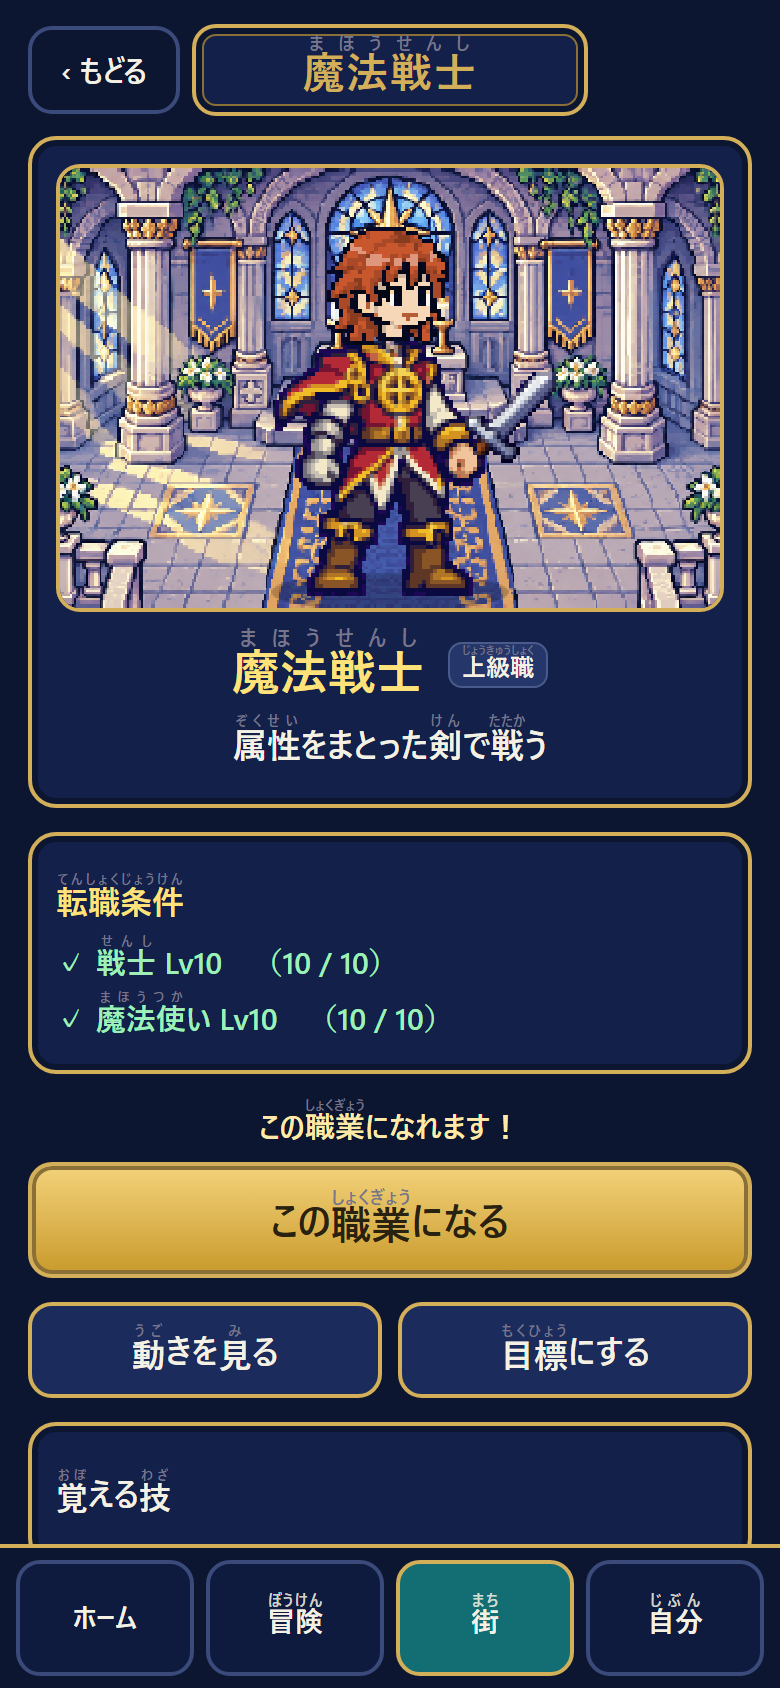 ‹ もどる
まほうせんし
魔法戦士
まほうせんし
魔法戦士
じょうきゅうしょく
上級職
ぞくせい けん たたか
属性をまとった剣で戦う
てんしょくじょうけん
転職条件
せんし
✓ 戦士 Lv10 （10 / 10）
まほうつか
✓ 魔法使い Lv10 （10 / 10）
しょくぎょう
この職業になれます！
しょくぎょう
この職業になる
うご み
動きを見る
もくひょう
目標にする
おぼ わざ
覚える技
ホーム
ぼうけん
冒険
まち
街
じぶん
自分